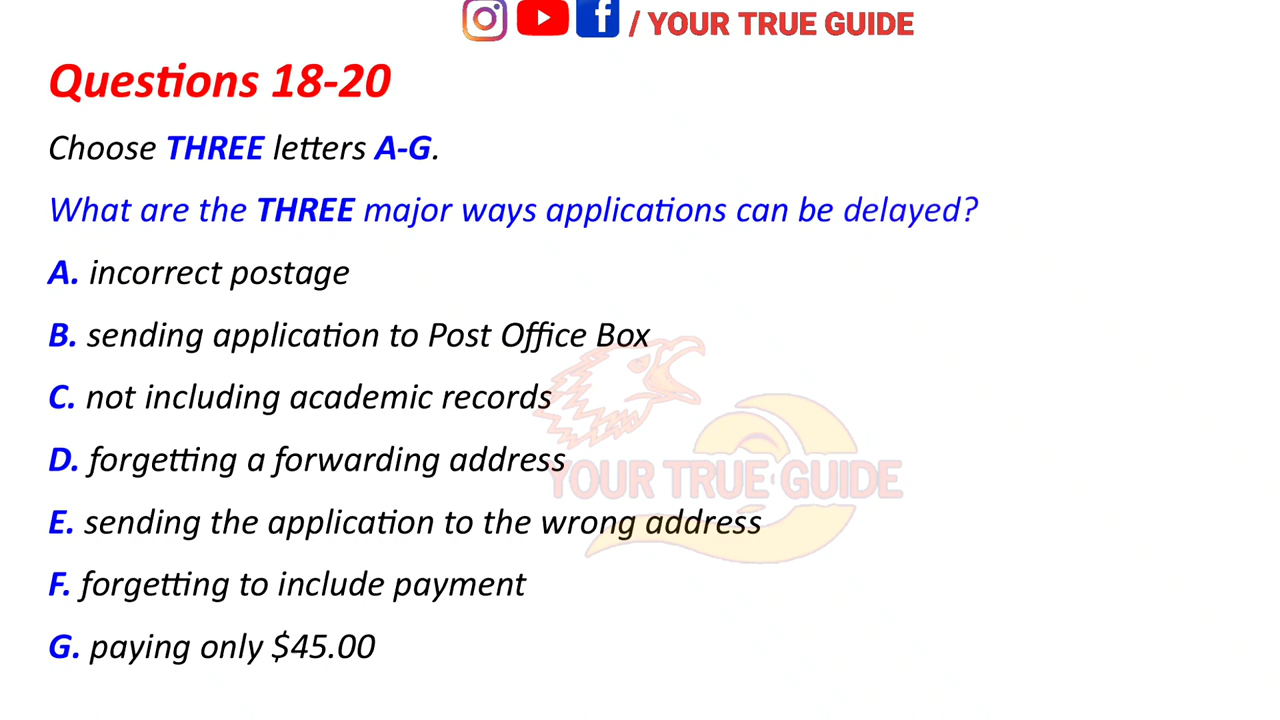 / YOUR TRUE GUIDE
Questions 18-20
Choose THREE letters A-G.
What are the THREE major ways applications can be delayed?
A. incorrect postage
B. sending application to Post Office Box
C. not including academic records
D. forgetting a forwarding address
YOUR TRUE GUIDE
E. sending the application to the wrong address
F. forgetting to include payment
G. paying only $45.00